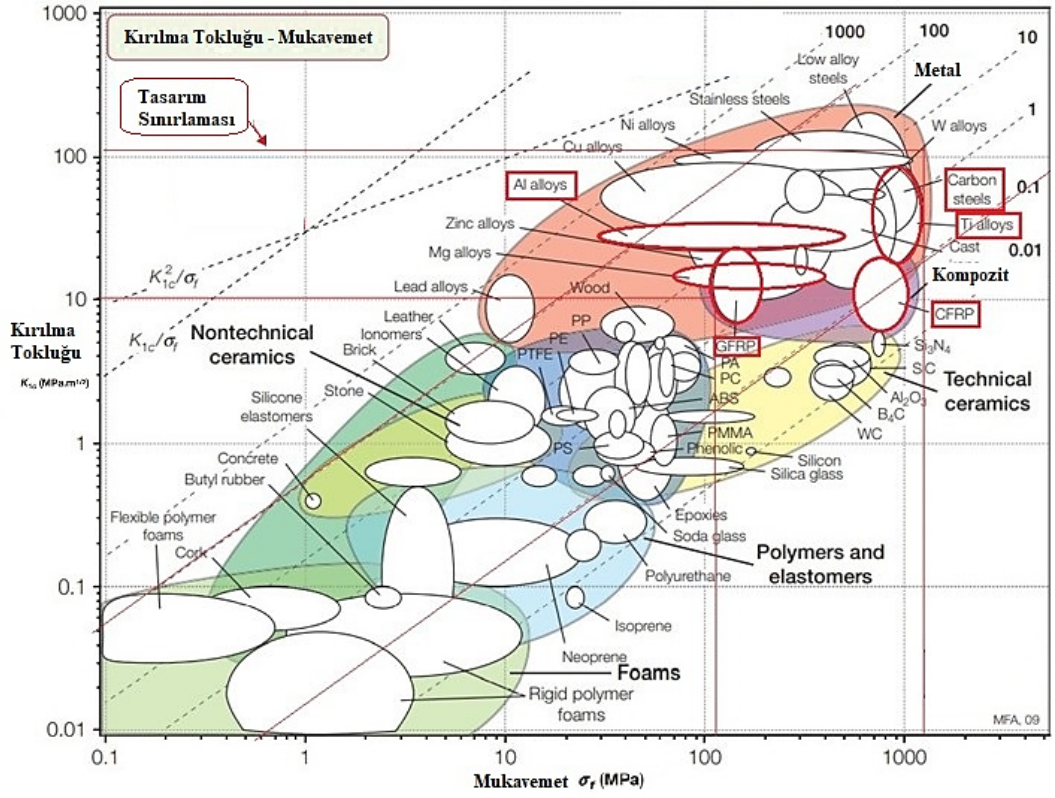 1000
Kırılma Tokluğu - Mukavemet
Tasarım
Sınırlaması
1000
100
10
Low alloy
steels
Metal
Stainless steels
Ni alloys
W alloys
1
Cu alloys
100
Al alloys
Carbon
steels
0.1
Zinc alloys
Ti alloys
Mg alloys
Cast
0.01
K²1c/σf
Lead alloys
Wood
Kompozit
10
CFRP
Kırılma
Tokluğu
K1c (MPa.m^1/2)
K1c/σf
Leather
Ionomers
PP
Nontechnical
ceramics
PE
PTFE
GFRP
Si3N4
Brick
PA
SiC
Stone
PC
Technical
ceramics
Silicone
elastomers
ABS
Al2O3
B4C
PMMA
WC
1
PS
Phenolic
Silicon
Concrete
Silica glass
Butyl rubber
Flexible polymer
foams
Epoxies
Soda glass
Cork
Polymers and
elastomers
Polyurethane
0.1
Isoprene
Neoprene
Foams
Rigid polymer
foams
0.01
MFA, 09
0.1
1
10
100
1000
Mukavemet σf (MPa)